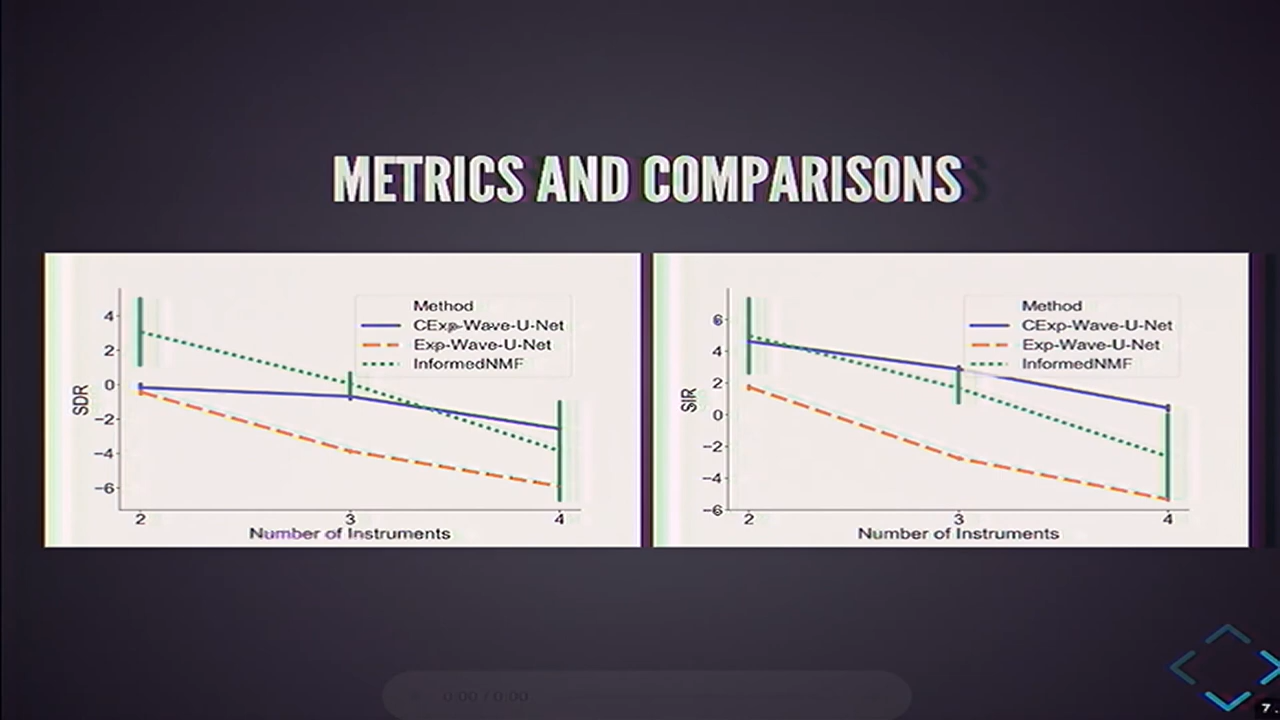 METRICS AND COMPARISONS
Method
CExp-Wave-U-Net
Exp-Wave-U-Net
InformedNMF
SDR
4
2
0
−2
−4
−6
2 3 4
Number of Instruments
Method
CExp-Wave-U-Net
Exp-Wave-U-Net
InformedNMF
SIR
6
4
2
0
−2
−4
−6
2 3 4
Number of Instruments
0:00 / 0:00
7